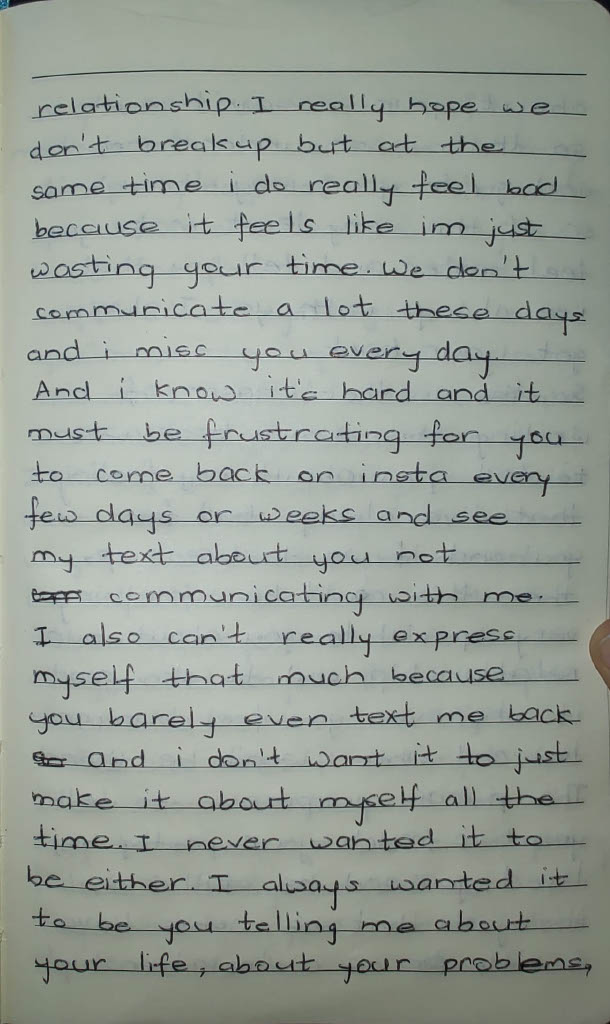 relationship. I really hope we
don't breakup but at the
same time i do really feel bad
because it feels like im just
wasting your time. We don't
communicate a lot these days
and i miss you every day.
And i know it's hard and it
must be frustrating for you
to come back on insta every
few days or weeks and see
my text about you not
communicating with me.
I also can't really express
myself that much because
you barely even text me back
and i don't want it to just
make it about myself all the
time. I never wanted it to
be either. I always wanted it
to be you telling me about
your life, about your problems,